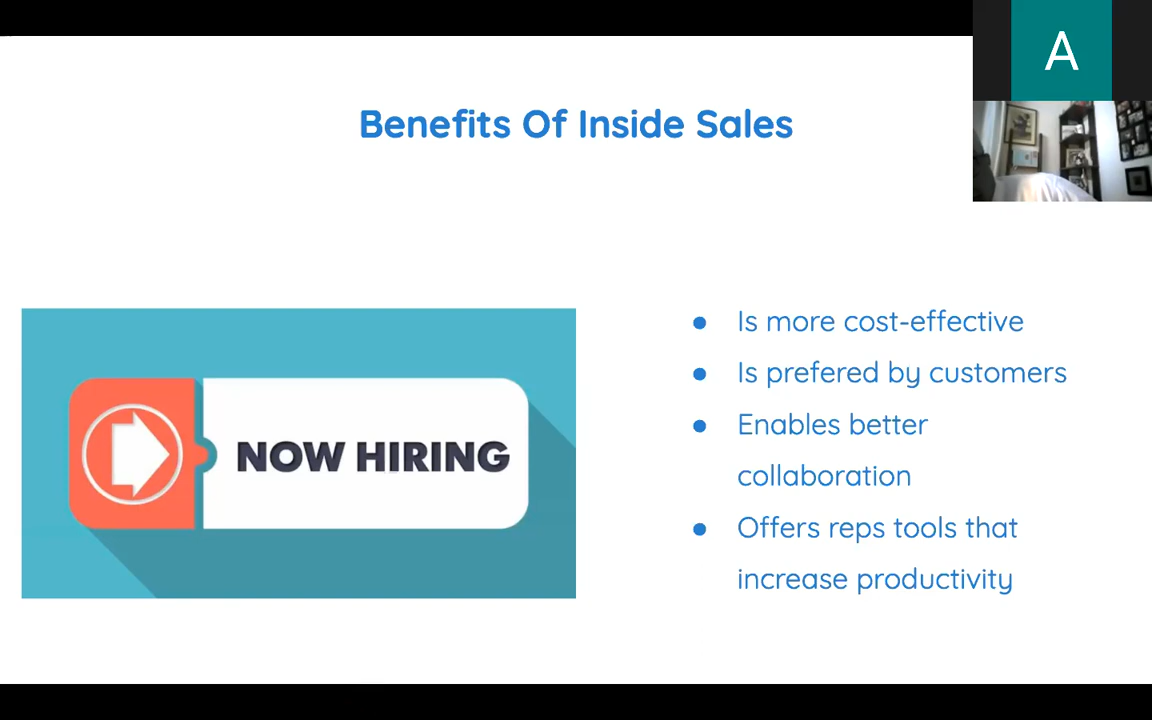 A
Benefits Of Inside Sales
NOW HIRING
● Is more cost-effective
● Is prefered by customers
● Enables better
collaboration
● Offers reps tools that
increase productivity